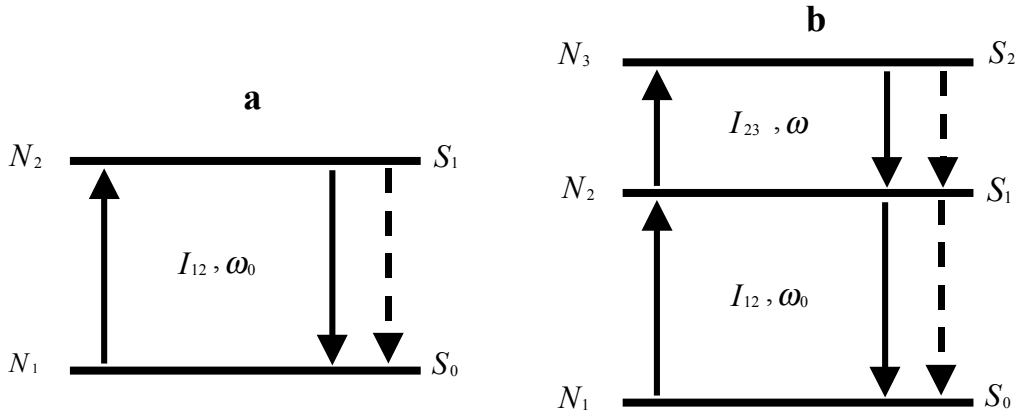 a
N₂ S₁
I₁₂ , ω₀
N₁ S₀
b
N₃ S₂
I₂₃ , ω
N₂ S₁
I₁₂ , ω₀
N₁ S₀